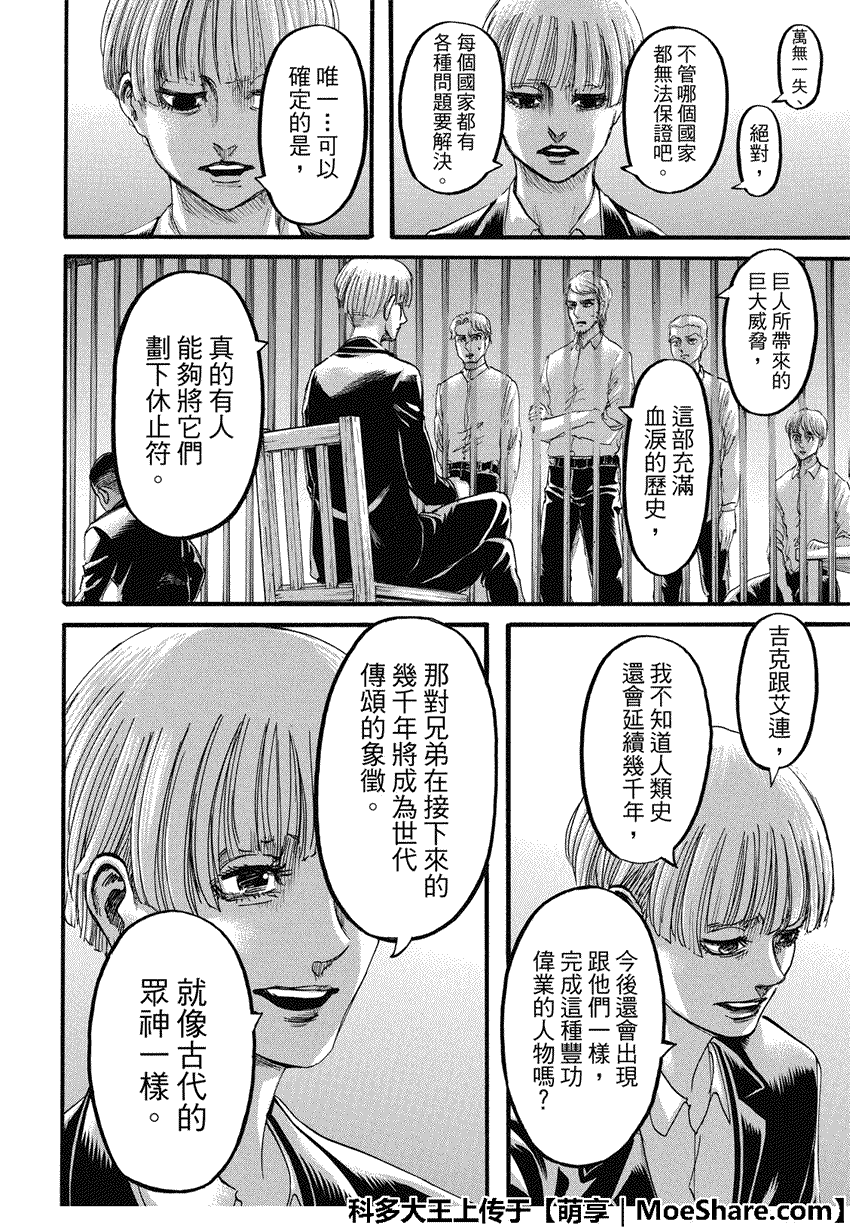 萬無一失、
絕對，
不管哪個國家
都無法保證吧。
每個國家都有
各種問題要解決。
唯一…可以
確定的是，
巨人所帶來的
巨大威脅，
這部充滿
血淚的歷史，
真的有人
能夠將它們
劃下休止符。
吉克跟艾連，
我不知道人類史
還會延續幾千年，
今後還會出現
跟他們一樣，
完成這種豐功
偉業的人物嗎？
那對兄弟在接下來的
幾千年將成為世代
傳頌的象徵。
就像古代的
眾神一樣。
科多大王上传于【萌享｜MoeShare.com】